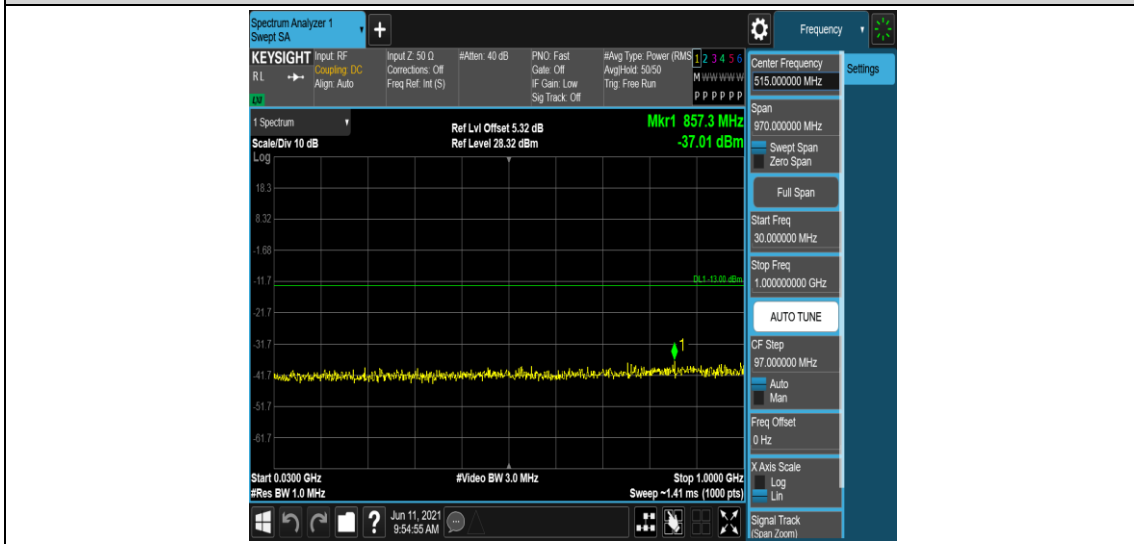 Spectrum Analyzer 1
Swept SA
+
Frequency
KEYSIGHT
RL
LXI
Input: RF
Coupling: DC
Align: Auto
Input Z: 50 Ω
Corrections: Off
Freq Ref: Int (S)
#Atten: 40 dB
PNO: Fast
Gate: Off
IF Gain: Low
Sig Track: Off
#Avg Type: Power (RMS
Avg|Hold: 50/50
Trig: Free Run
1 2 3 4 5 6
M W W W W W
P P P P P P
1 Spectrum
Scale/Div 10 dB
Log
Ref Lvl Offset 5.32 dB
Ref Level 28.32 dBm
Mkr1 857.3 MHz
-37.01 dBm
18.3
8.32
-1.68
-11.7
DL1 -13.00 dBm
-21.7
-31.7
1
-41.7
-51.7
-61.7
Start 0.0300 GHz
#Res BW 1.0 MHz
#Video BW 3.0 MHz
Stop 1.0000 GHz
Sweep ~1.41 ms (1000 pts)
?
Jun 11, 2021
9:54:55 AM
Center Frequency
515.000000 MHz
Settings
Span
970.000000 MHz
Swept Span
Zero Span
Full Span
Start Freq
30.000000 MHz
Stop Freq
1.000000000 GHz
AUTO TUNE
CF Step
97.000000 MHz
Auto
Man
Freq Offset
0 Hz
X Axis Scale
Log
Lin
Signal Track
(Span Zoom)